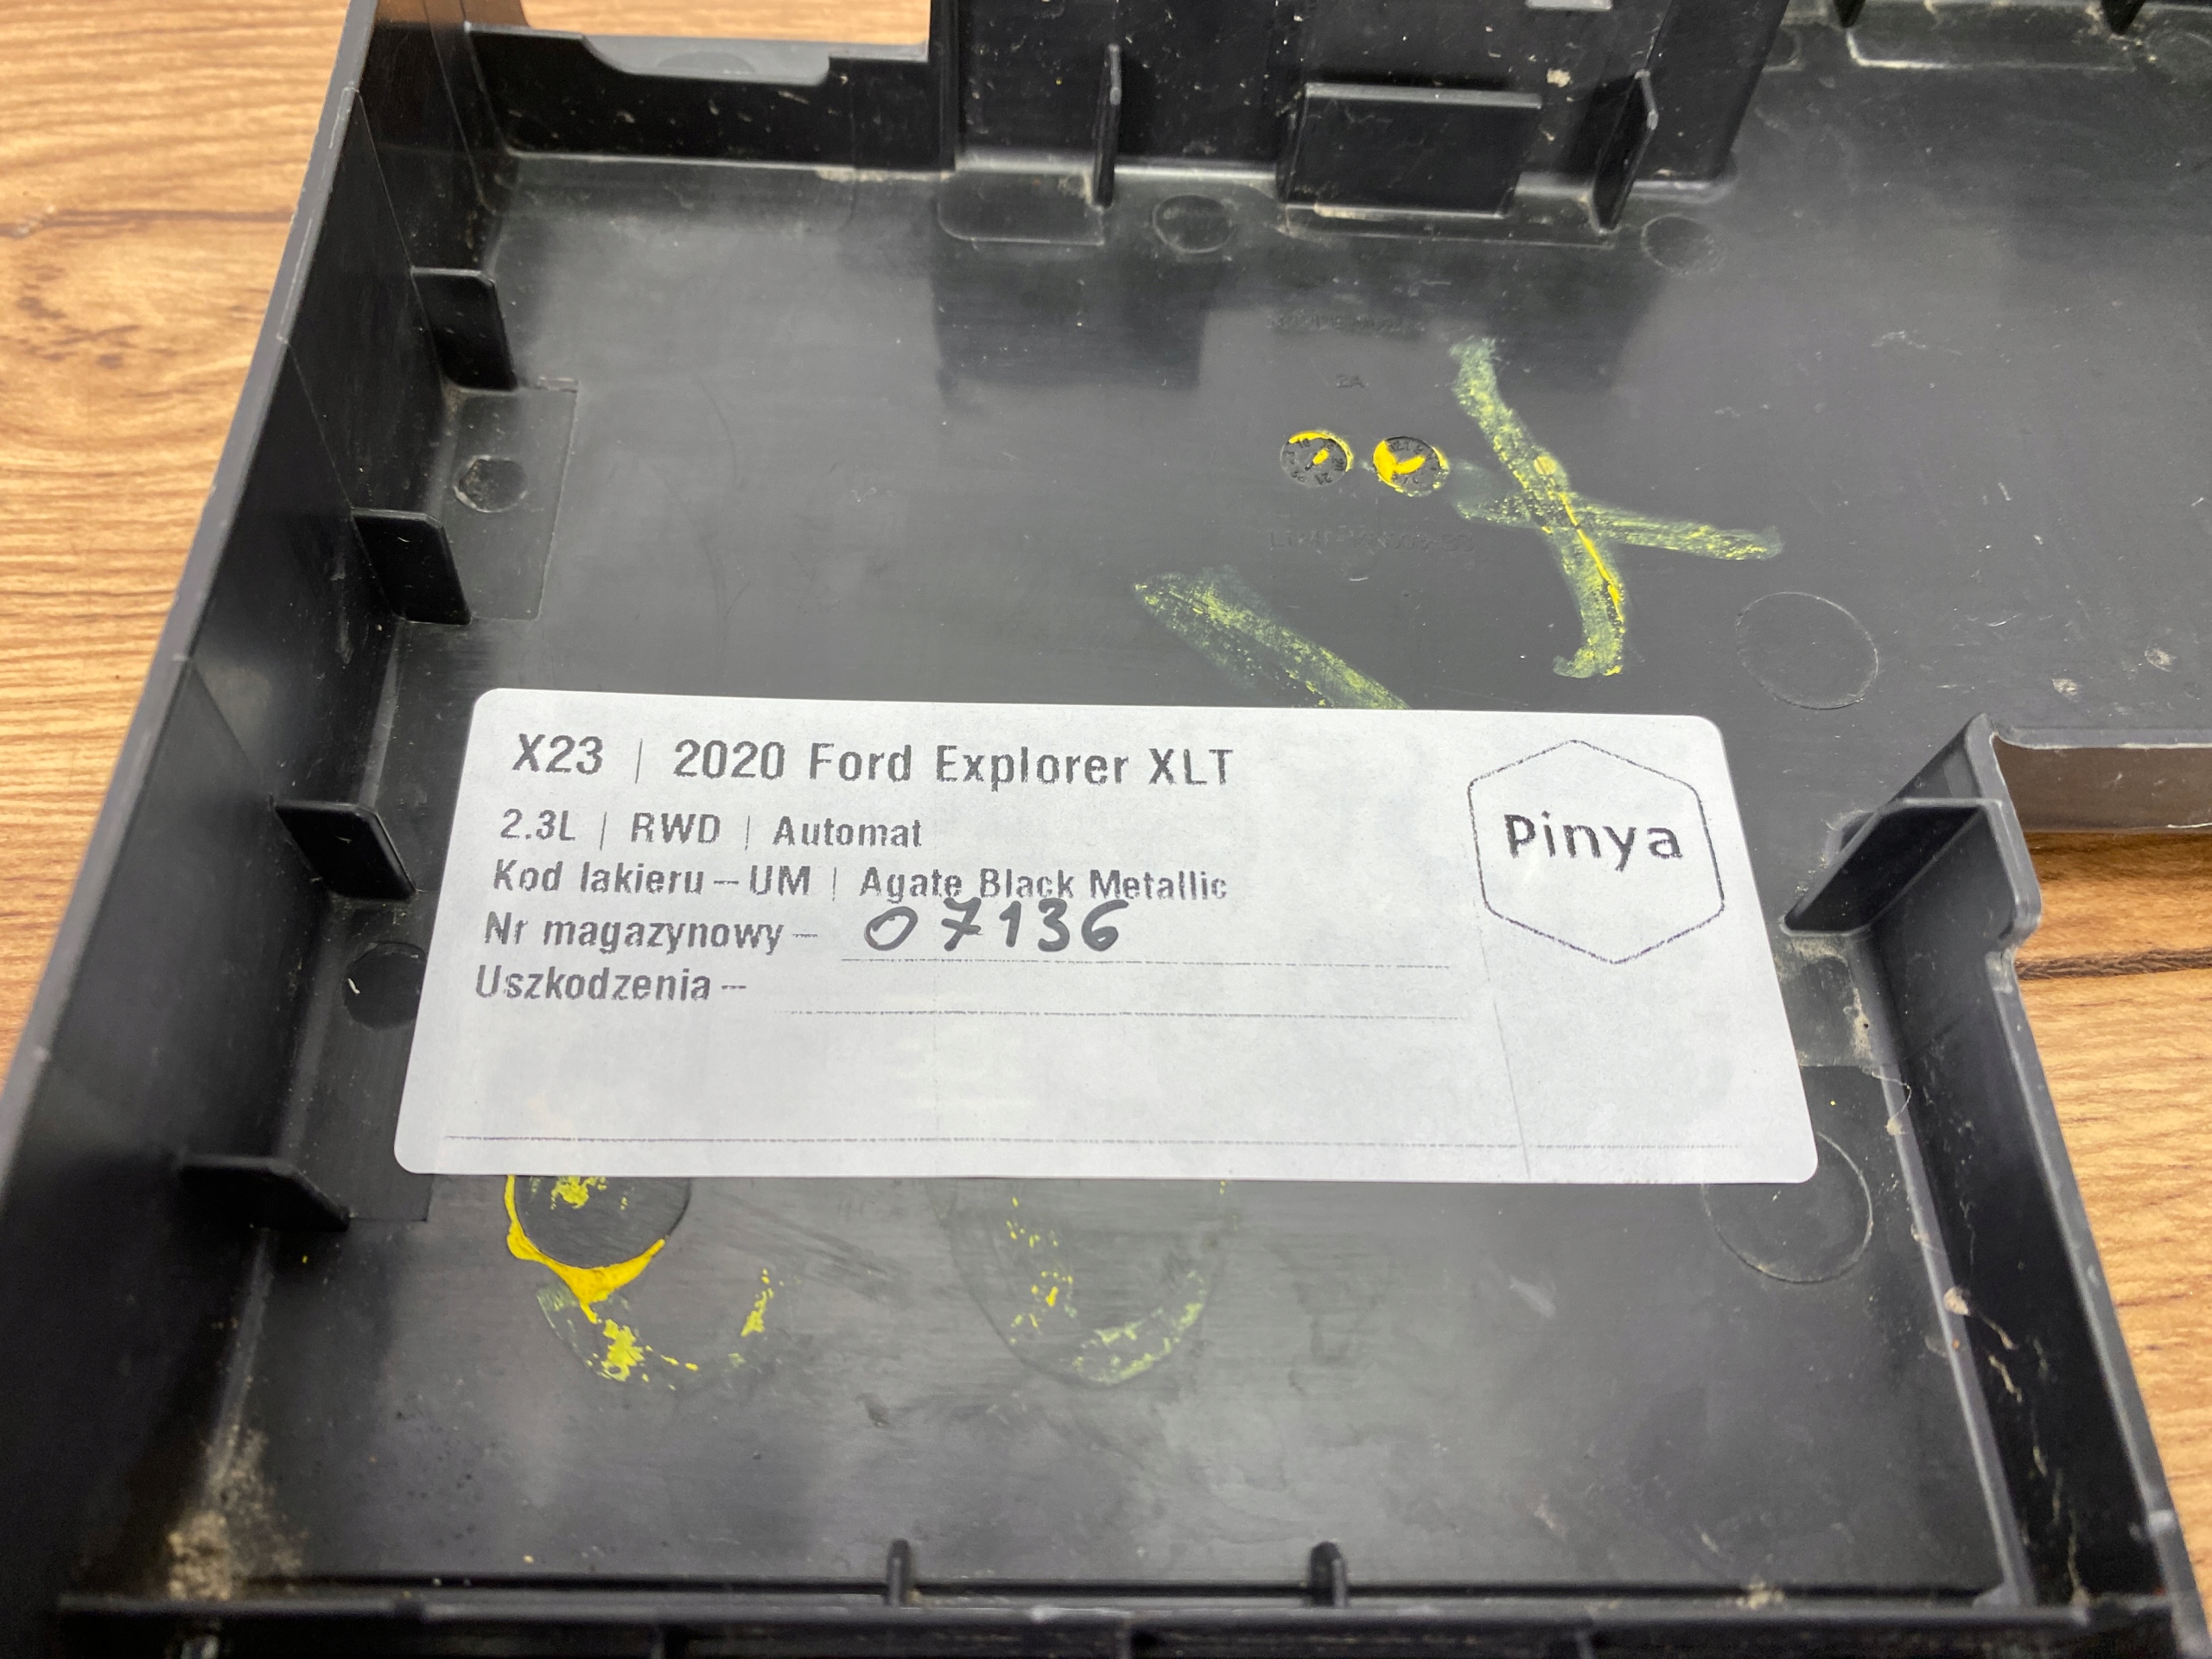 2A
X23 | 2020 Ford Explorer XLT
2.3L | RWD | Automat
Kod lakieru – UM | Agate Black Metallic
Nr magazynowy – 07136
Uszkodzenia –
Pinya